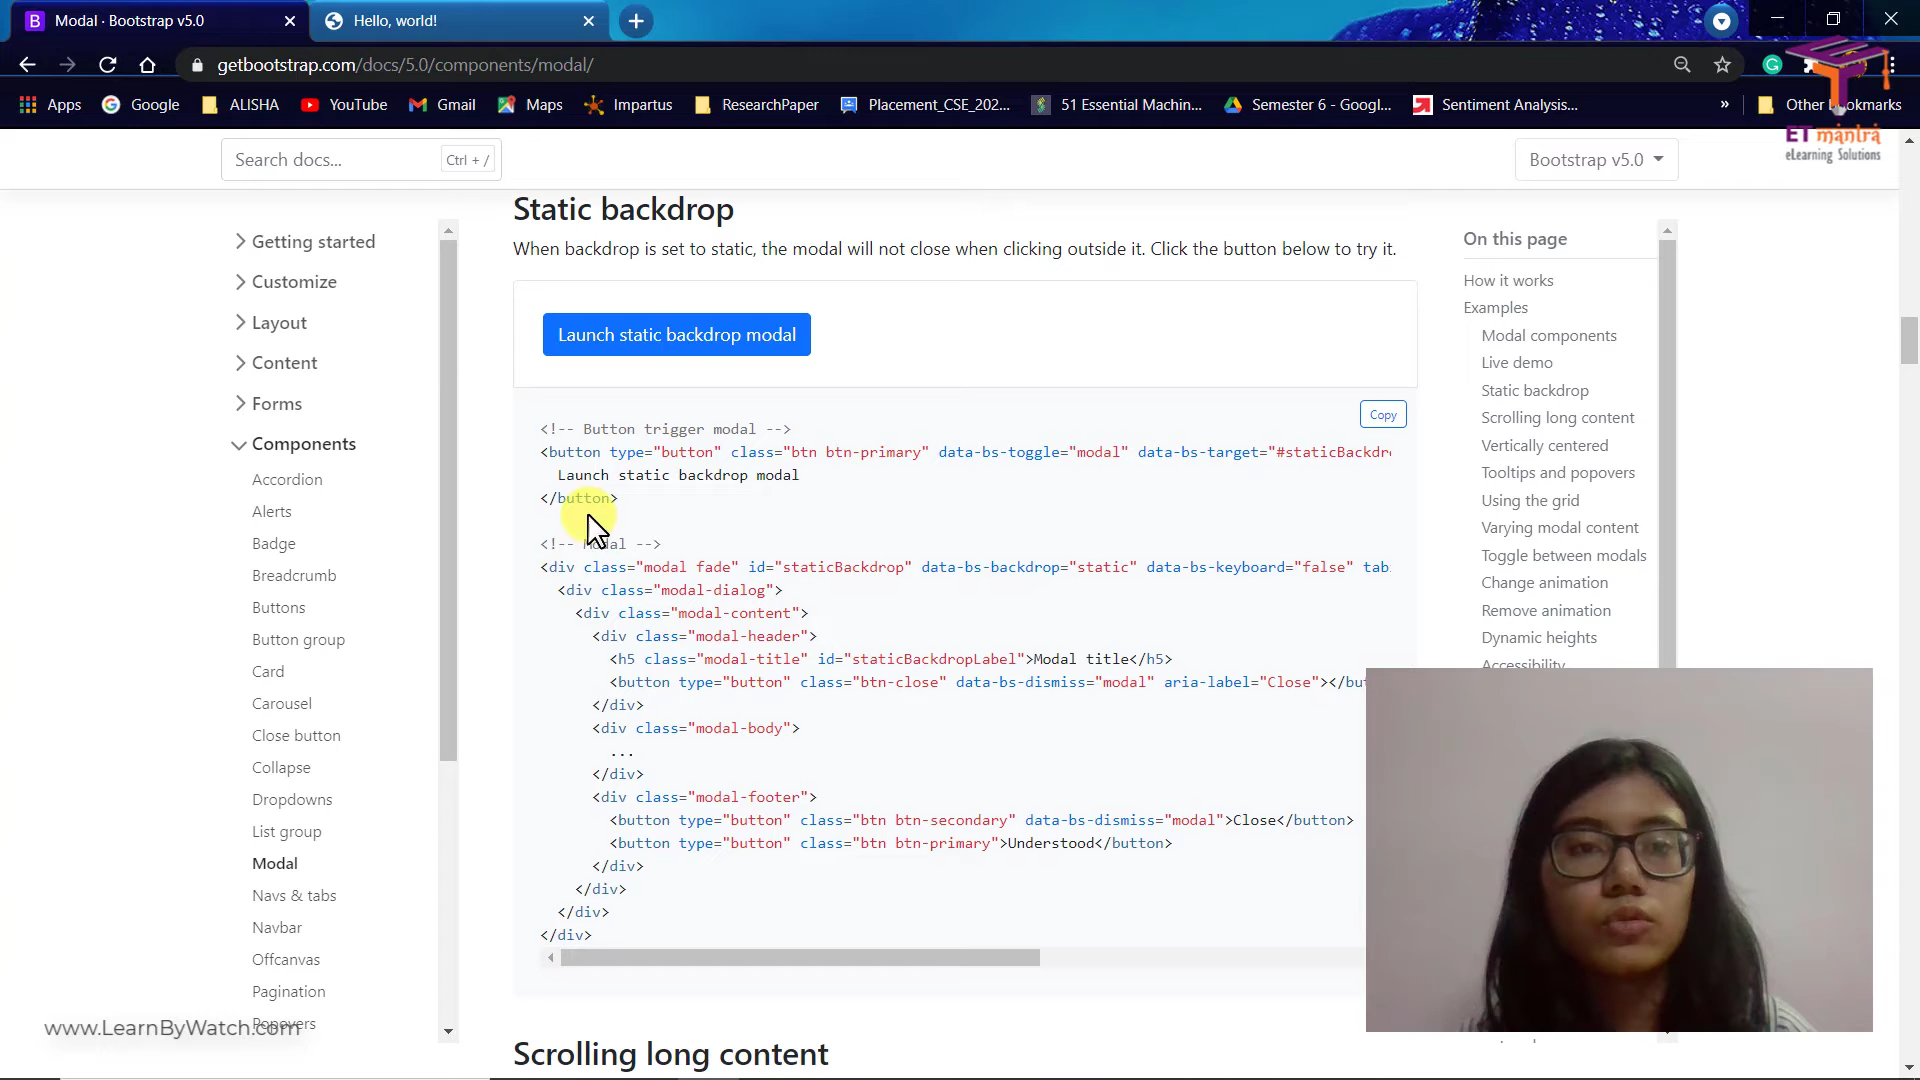 Modal · Bootstrap v5.0
Hello, world!
getbootstrap.com/docs/5.0/components/modal/
Apps
Google
ALISHA
YouTube
Gmail
Maps
Impartus
ResearchPaper
Placement_CSE_202...
51 Essential Machin...
Semester 6 - Googl...
Sentiment Analysis...
»
Other
ET mantra
eLearning Solutions
Search docs...
Ctrl + /
Bootstrap v5.0
Getting started
Customize
Layout
Content
Forms
Components
Accordion
Alerts
Badge
Breadcrumb
Buttons
Button group
Card
Carousel
Close button
Collapse
Dropdowns
List group
Modal
Navs & tabs
Navbar
Offcanvas
Pagination
Popovers
www.LearnByWatch.com
Static backdrop
When backdrop is set to static, the modal will not close when clicking outside it. Click the button below to try it.
Launch static backdrop modal
Copy
<!-- Button trigger modal -->
<button type="button" class="btn btn-primary" data-bs-toggle="modal" data-bs-target="#staticBackdr
Launch static backdrop modal
</button>
<!-- Modal -->
<div class="modal fade" id="staticBackdrop" data-bs-backdrop="static" data-bs-keyboard="false" tab
<div class="modal-dialog">
<div class="modal-content">
<div class="modal-header">
<h5 class="modal-title" id="staticBackdropLabel">Modal title</h5>
<button type="button" class="btn-close" data-bs-dismiss="modal" aria-label="Close"></bu
</div>
<div class="modal-body">
...
</div>
<div class="modal-footer">
<button type="button" class="btn btn-secondary" data-bs-dismiss="modal">Close</button>
<button type="button" class="btn btn-primary">Understood</button>
</div>
</div>
</div>
</div>
Scrolling long content
On this page
How it works
Examples
Modal components
Live demo
Static backdrop
Scrolling long content
Vertically centered
Tooltips and popovers
Using the grid
Varying modal content
Toggle between modals
Change animation
Remove animation
Dynamic heights
Accessibility